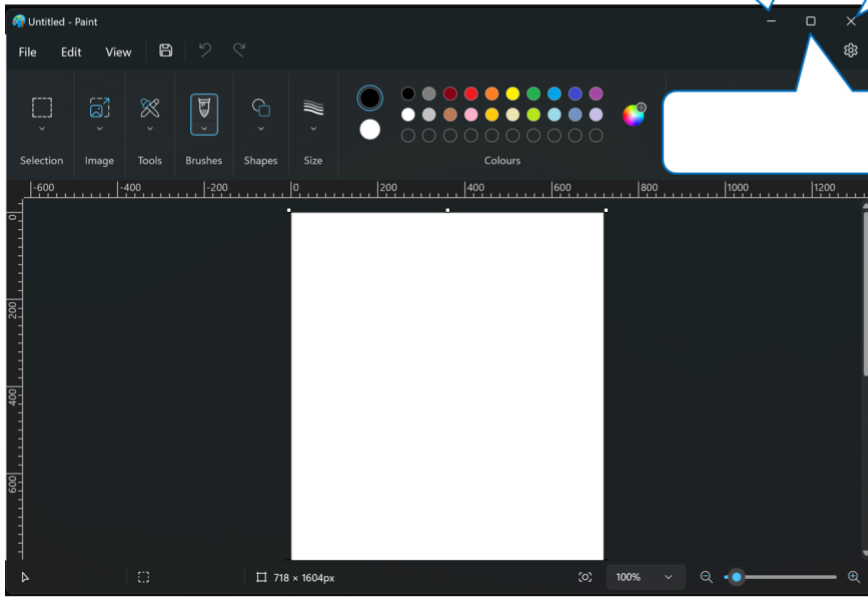 Untitled - Paint
File Edit View
Selection Image Tools Brushes Shapes Size Colours
-600 -400 -200 0 200 400 600 800 1000 1200
0
200
400
600
718 × 1604px 100%